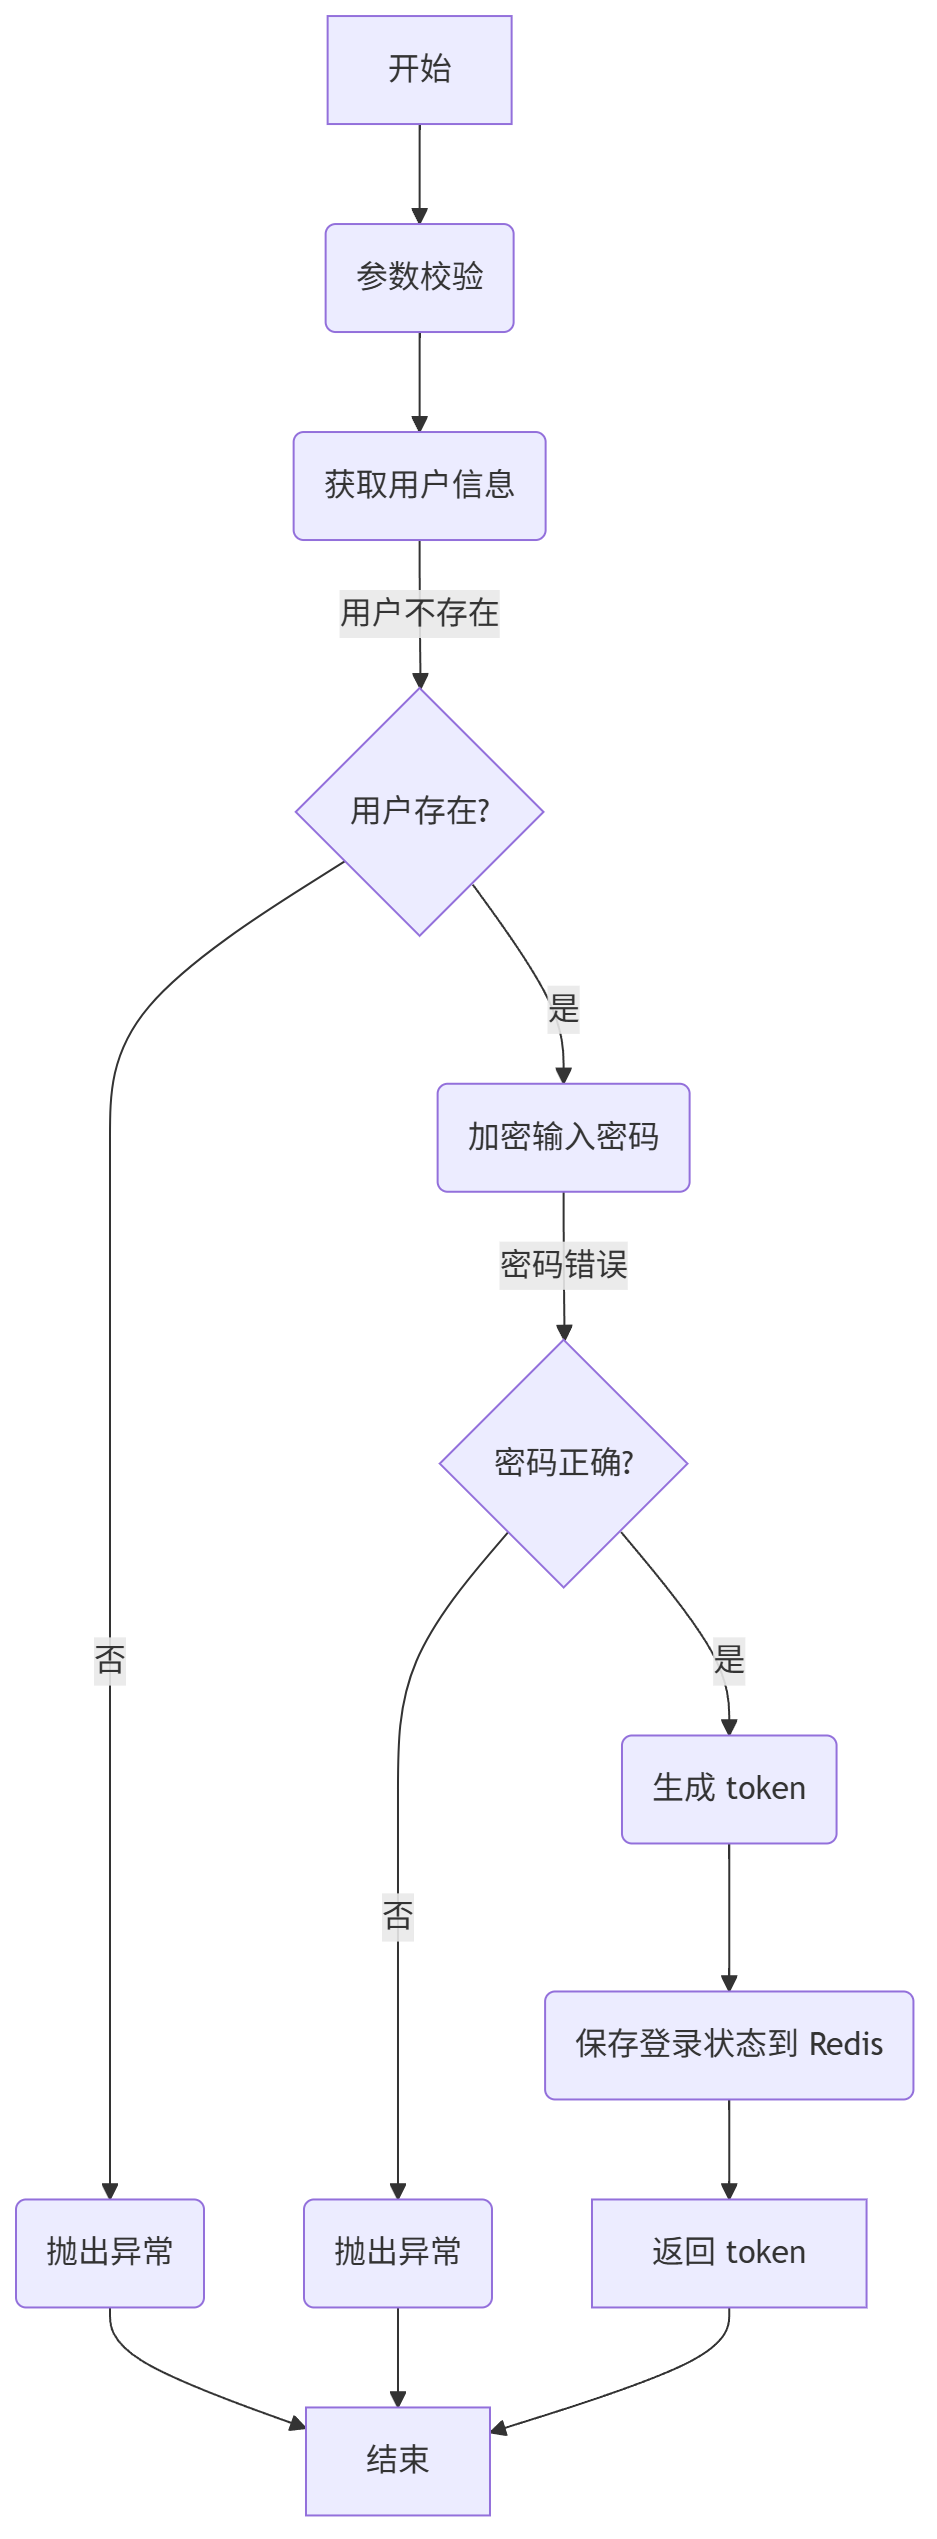 开始
参数校验
获取用户信息
用户不存在
用户存在?
是
加密输入密码
密码错误
密码正确?
否
是
生成 token
否
保存登录状态到 Redis
抛出异常
抛出异常
返回 token
结束